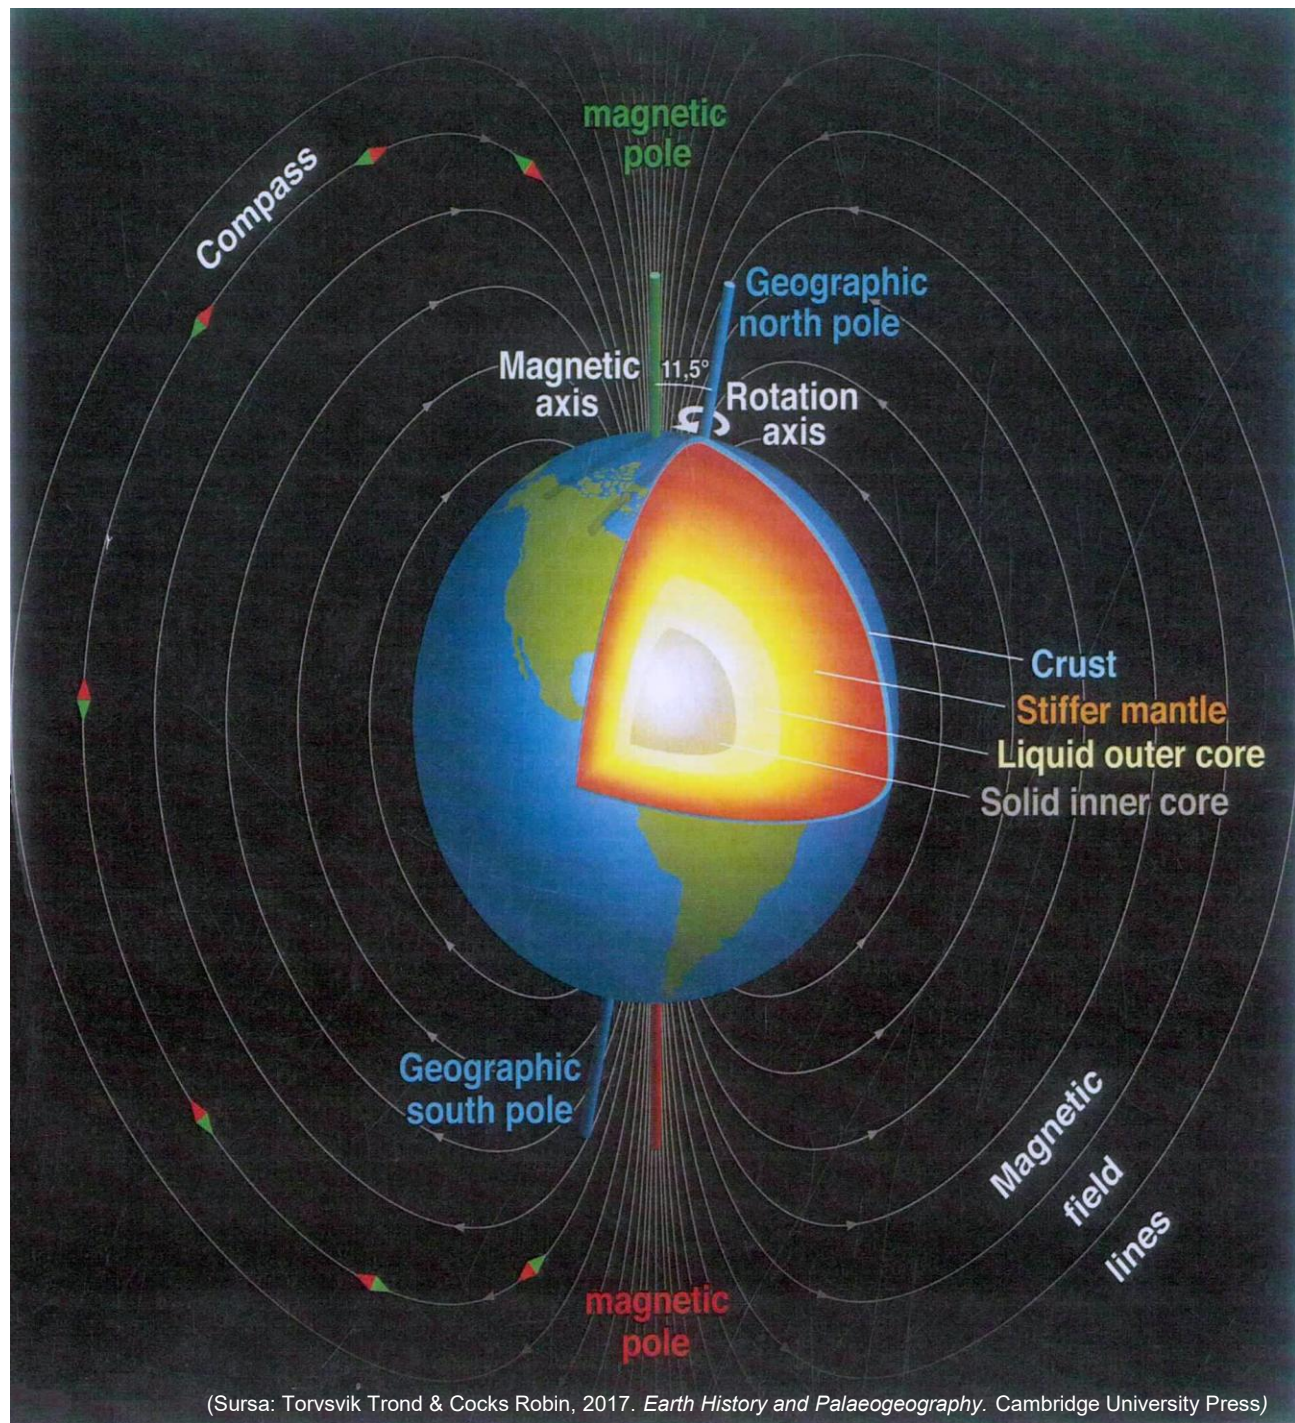 magnetic
pole
Compass
Geographic
north pole
Magnetic
axis
11,5°
Rotation
axis
Crust
Stiffer mantle
Liquid outer core
Solid inner core
Geographic
south pole
Magnetic
field
lines
magnetic
pole
(Sursa: Torvsvik Trond & Cocks Robin, 2017. Earth History and Palaeogeography. Cambridge University Press)